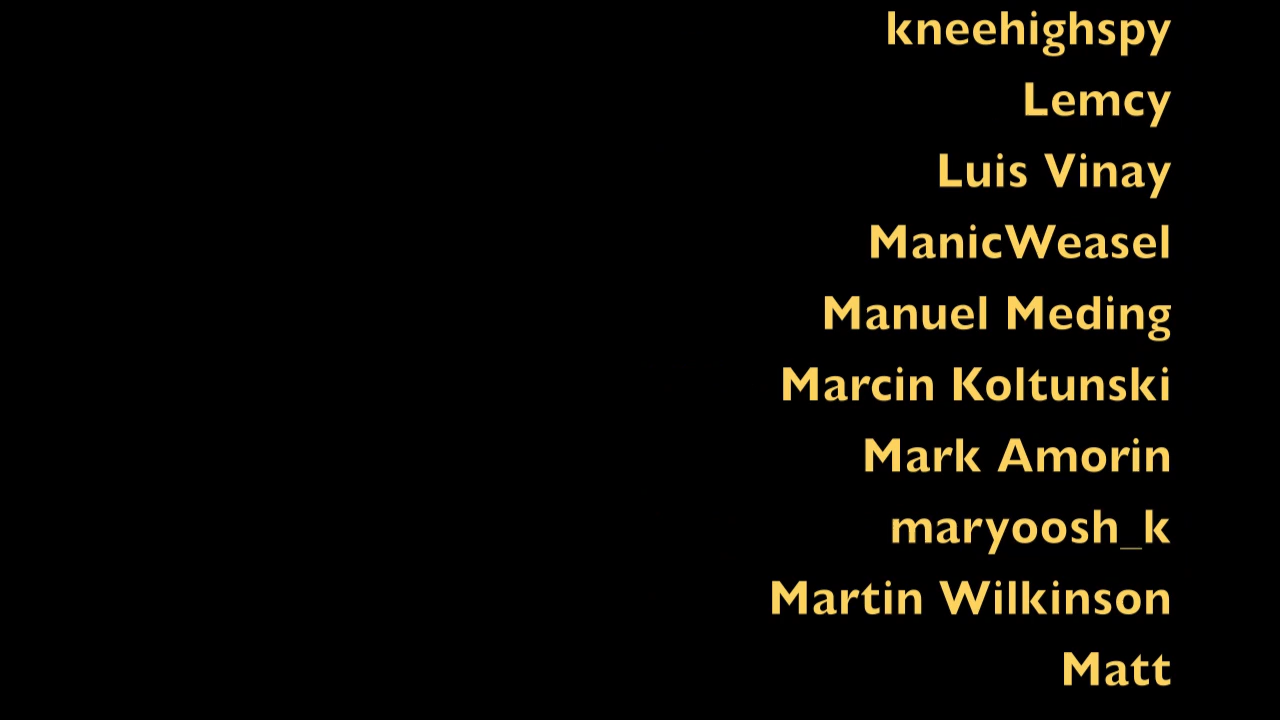 kneehighspy
Lemcy
Luis Vinay
ManicWeasel
Manuel Meding
Marcin Koltunski
Mark Amorin
maryoosh_k
Martin Wilkinson
Matt